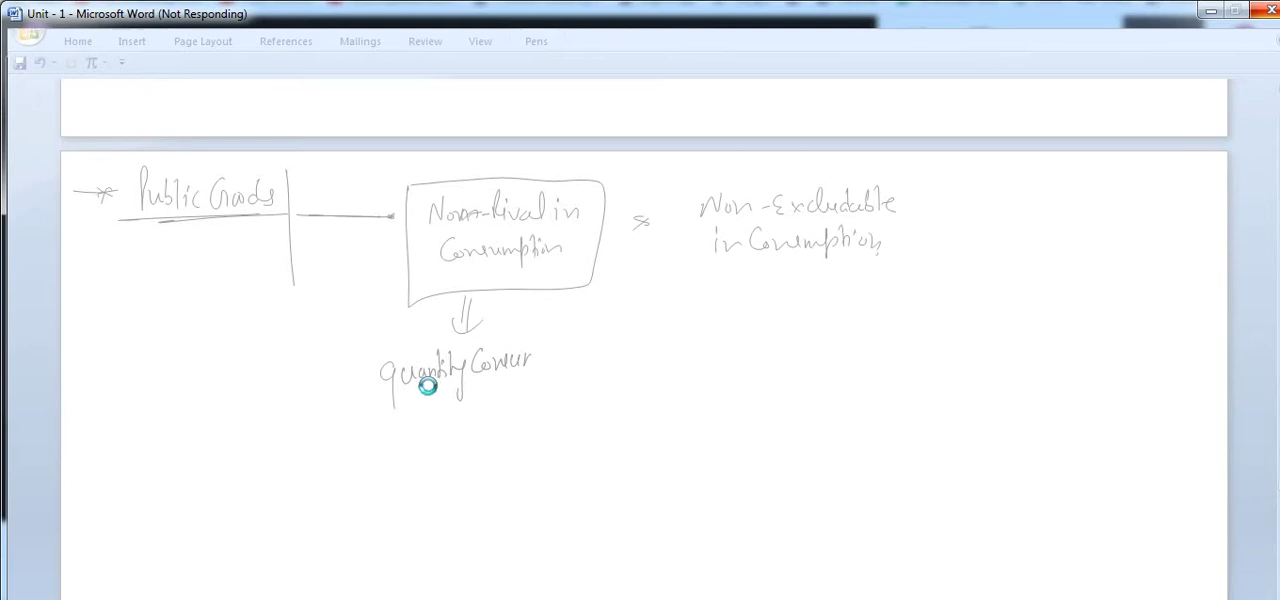 Unit - 1 - Microsoft Word (Not Responding)
Home Insert Page Layout References Mailings Review View Pens
π
Public Goods
Non-Rival in
Consumption
Non-Excludable
in Consumption
Quantity Consu